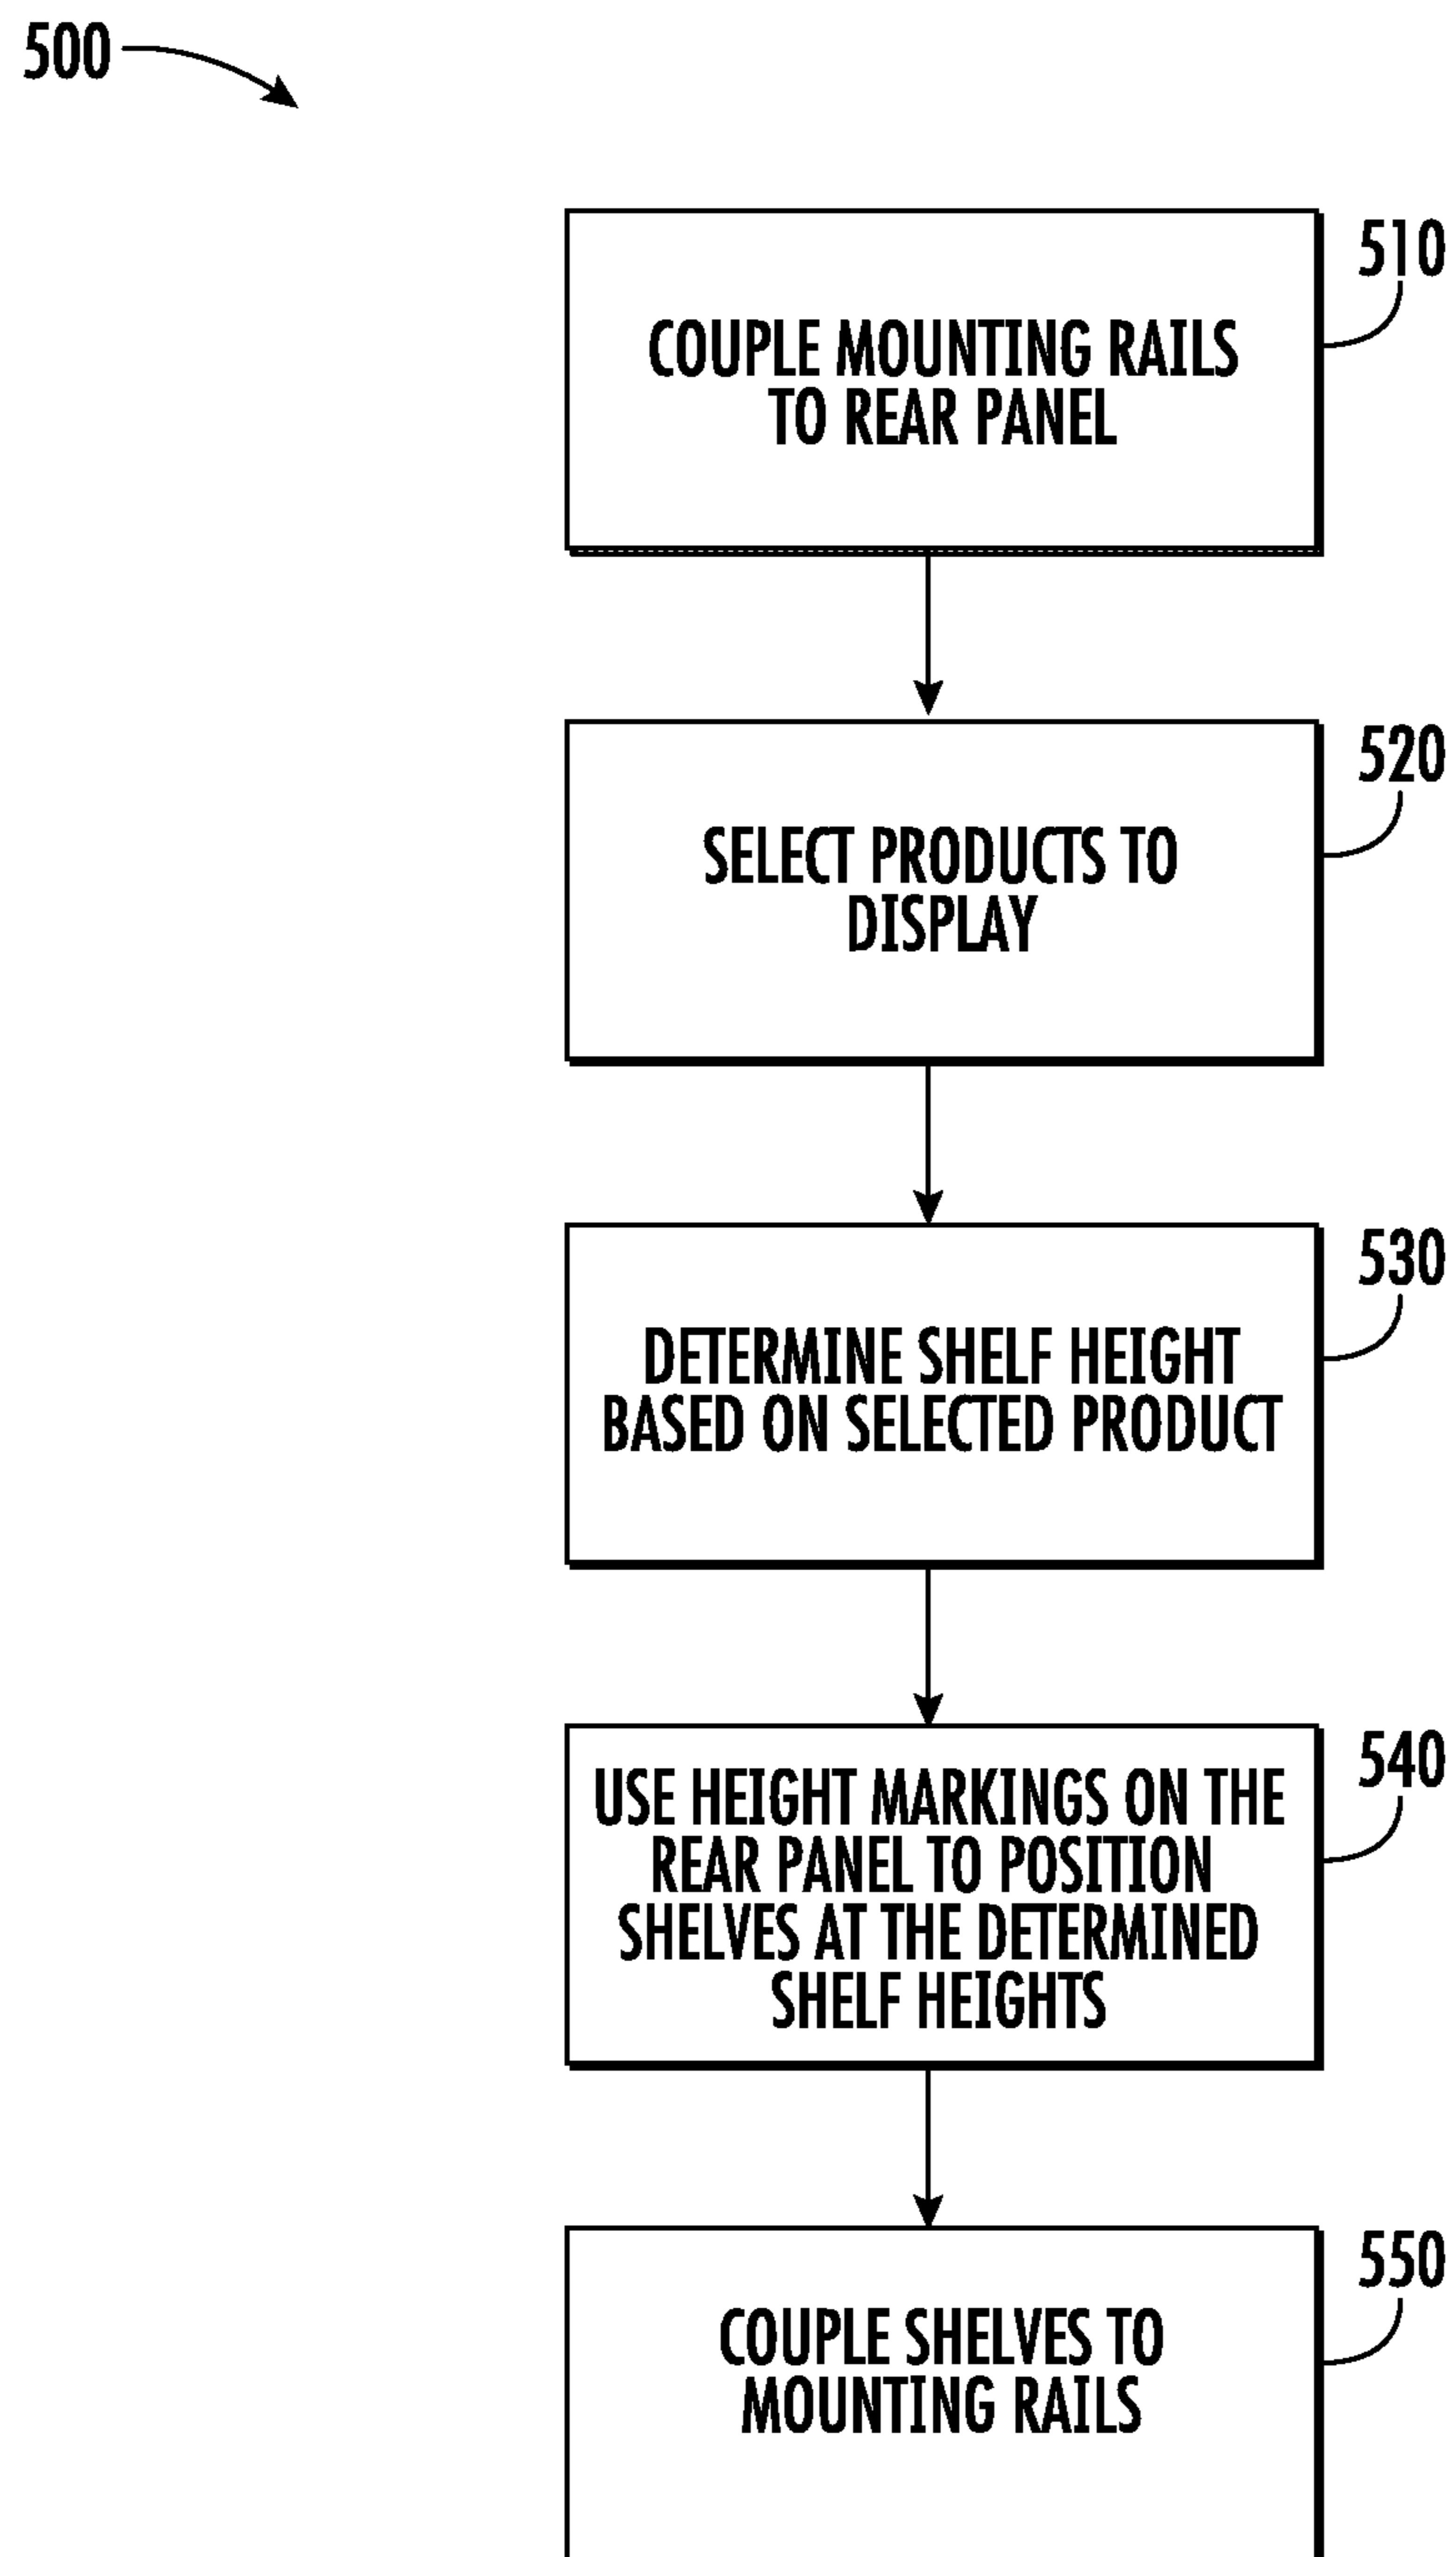 500
510
COUPLE MOUNTING RAILS
TO REAR PANEL
520
SELECT PRODUCTS TO
DISPLAY
530
DETERMINE SHELF HEIGHT
BASED ON SELECTED PRODUCT
540
USE HEIGHT MARKINGS ON THE
REAR PANEL TO POSITION
SHELVES AT THE DETERMINED
SHELF HEIGHTS
550
COUPLE SHELVES TO
MOUNTING RAILS